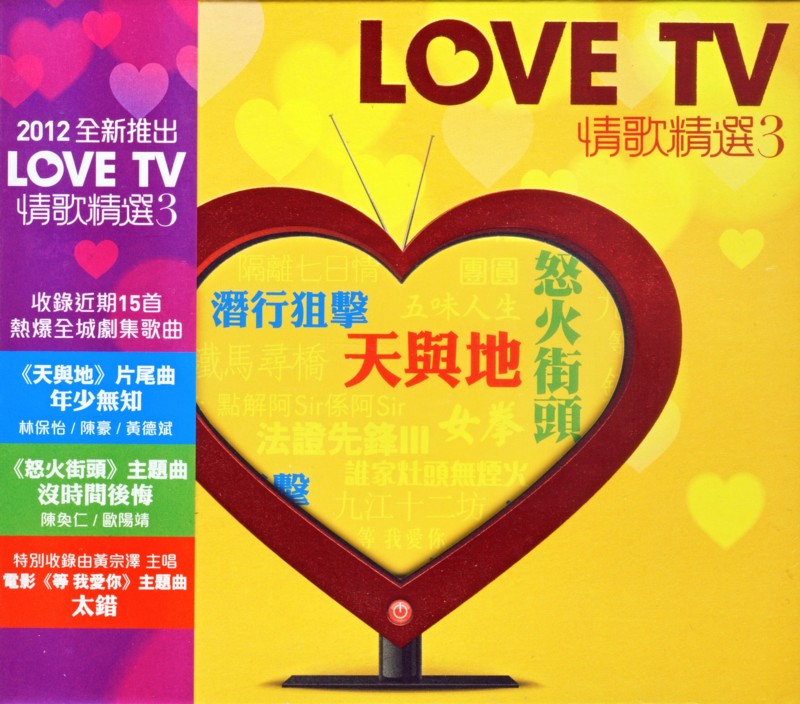 LOVE TV
情歌精選3
2012 全新推出
LOVE TV
情歌精選3
收錄近期15首
熱爆全城劇集歌曲
《天與地》片尾曲
年少無知
林保怡 / 陳豪 / 黃德斌
《怒火街頭》主題曲
沒時間後悔
陳奐仁 / 歐陽靖
特別收錄由黃宗澤 主唱
電影《等 我愛你》主題曲
太錯
隔離七日情
團圓
怒火街頭
潛行狙擊
五味人生
天與地
鐵馬尋橋
點解阿Sir係阿Sir
女拳
法證先鋒III
誰家灶頭無煙火
擊
九江十二坊
等 我愛你